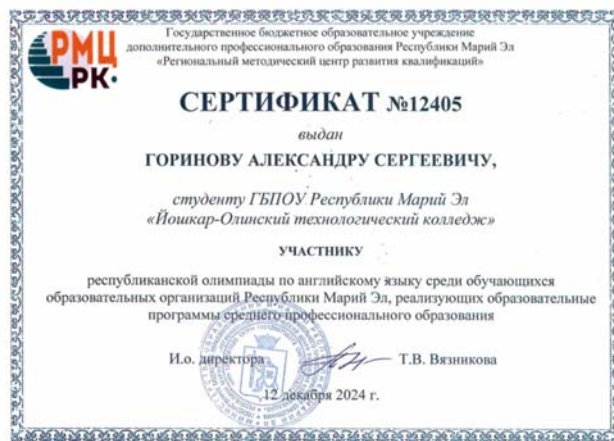 РМЦ
РК
Государственное бюджетное образовательное учреждение
дополнительного профессионального образования Республики Марий Эл
«Региональный методический центр развития квалификаций»
СЕРТИФИКАТ №12405
выдан
ГОРИНОВУ АЛЕКСАНДРУ СЕРГЕЕВИЧУ,
студенту ГБПОУ Республики Марий Эл
«Йошкар-Олинский технологический колледж»
УЧАСТНИКУ
республиканской олимпиады по английскому языку среди обучающихся
образовательных организаций Республики Марий Эл, реализующих образовательные
программы среднего профессионального образования
И.о. директора Т.В. Вязникова
12 декабря 2024 г.